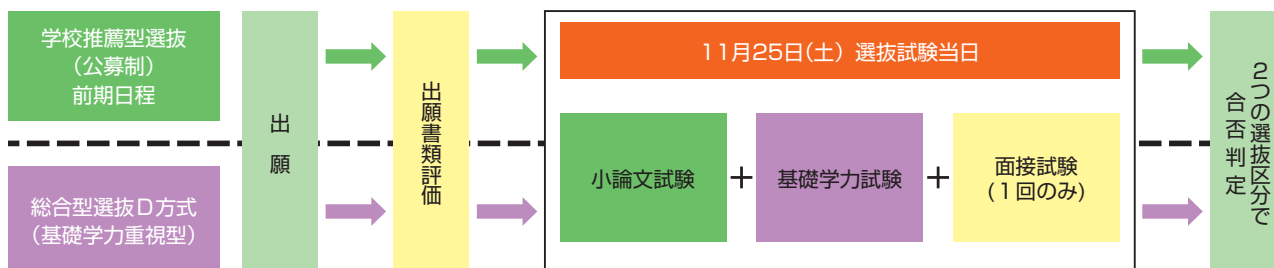 学校推薦型選抜
（公募制）
前期日程
総合型選抜Ｄ方式
（基礎学力重視型）
出願
出願書類評価
11月25日(土) 選抜試験当日
小論文試験
+
基礎学力試験
+
面接試験
(１回のみ)
２つの選抜区分で
合否判定